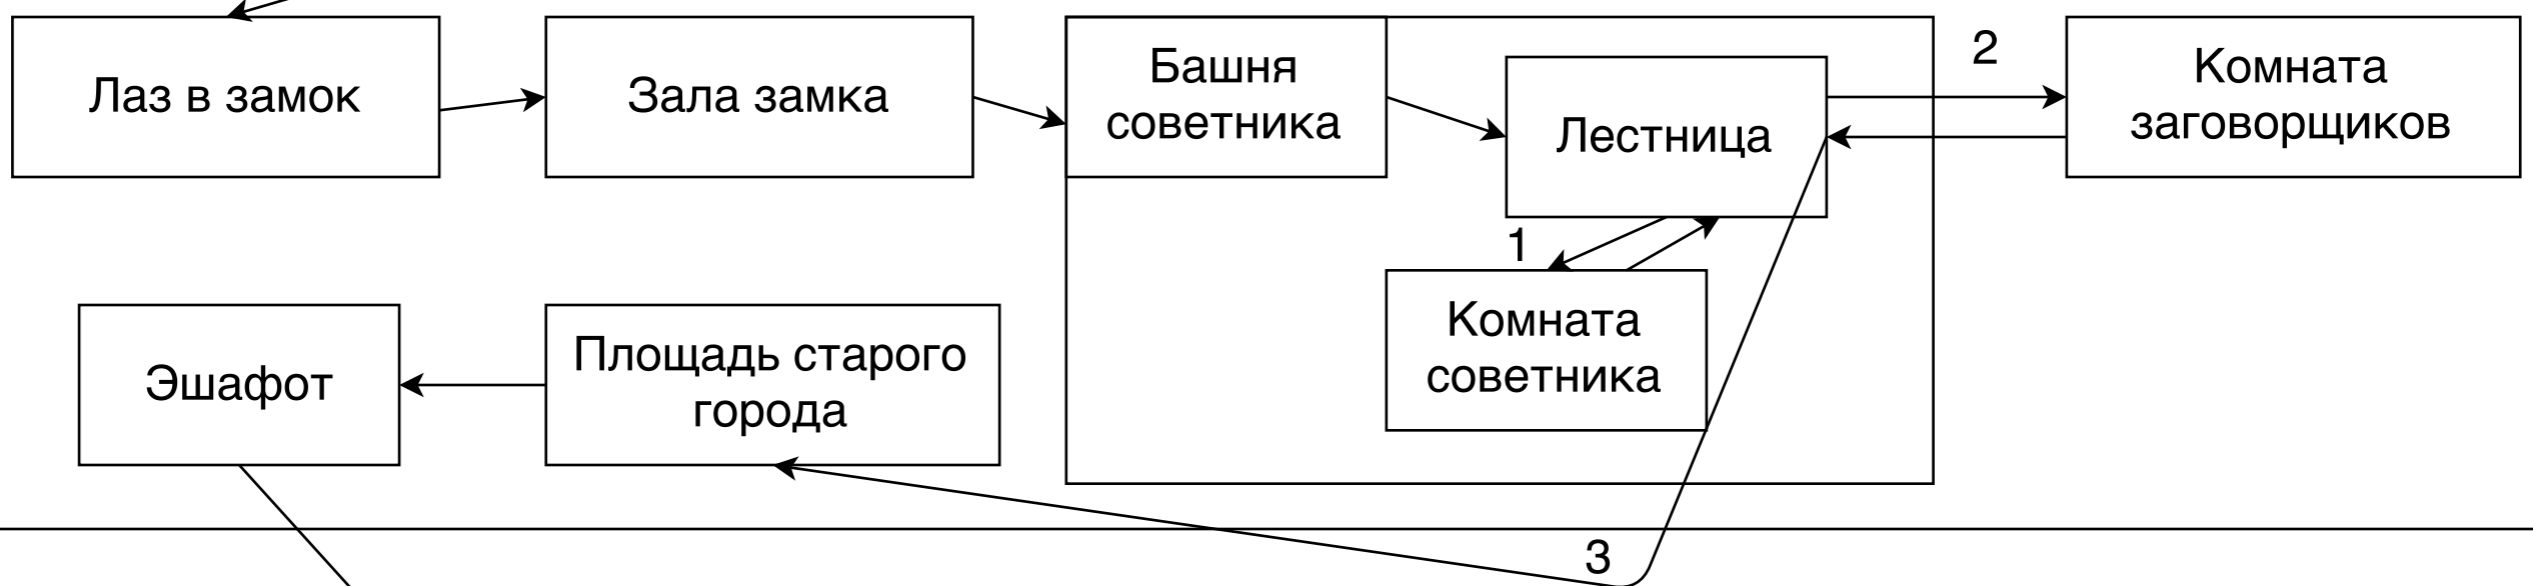 Лаз в замок
Зала замка
Башня
советника
Лестница
2
Комната
заговорщиков
1
Комната
советника
Эшафот
Площадь старого
города
3